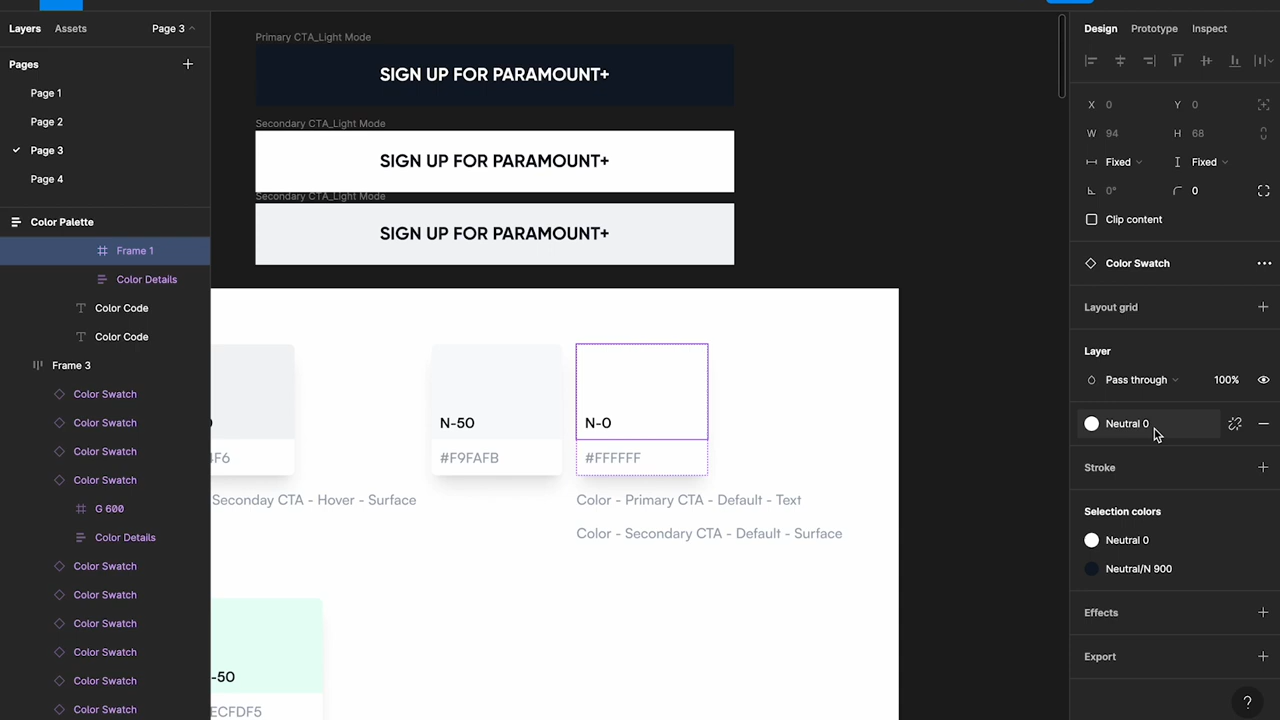 Layers Assets Page 3
Pages
Page 1
Page 2
Page 3
Page 4
Color Palette
Frame 1
Color Details
Color Code
Color Code
Frame 3
Color Swatch
Color Swatch
Color Swatch
Color Swatch
G 600
Color Details
Color Swatch
Color Swatch
Color Swatch
Color Swatch
Color Swatch
Color Swatch
Primary CTA_Light Mode
SIGN UP FOR PARAMOUNT+
Secondary CTA_Light Mode
SIGN UP FOR PARAMOUNT+
Secondary CTA_Light Mode
SIGN UP FOR PARAMOUNT+
N-50
N-0
4F6
#F9FAFB
#FFFFFF
Seconday CTA - Hover - Surface
Color - Primary CTA - Default - Text
Color - Secondary CTA - Default - Surface
-50
ECFDF5
Design Prototype Inspect
X 0 Y 0
W 94 H 68
Fixed Fixed
0° 0
Clip content
Color Swatch
Layout grid
Layer
Pass through 100%
Neutral 0
Stroke
Selection colors
Neutral 0
Neutral/N 900
Effects
Export
?